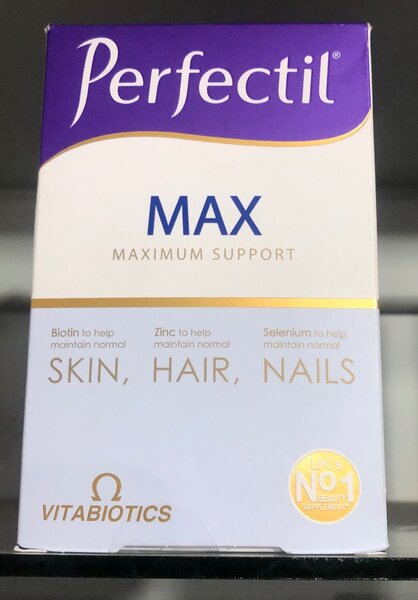 Perfectil®
MAX
MAXIMUM SUPPORT
Biotin to help
maintain normal
SKIN,
Zinc to help
maintain normal
HAIR,
Selenium to help
maintain normal
NAILS
VITABIOTICS
UK's
No1
BEAUTY
SUPPLEMENT